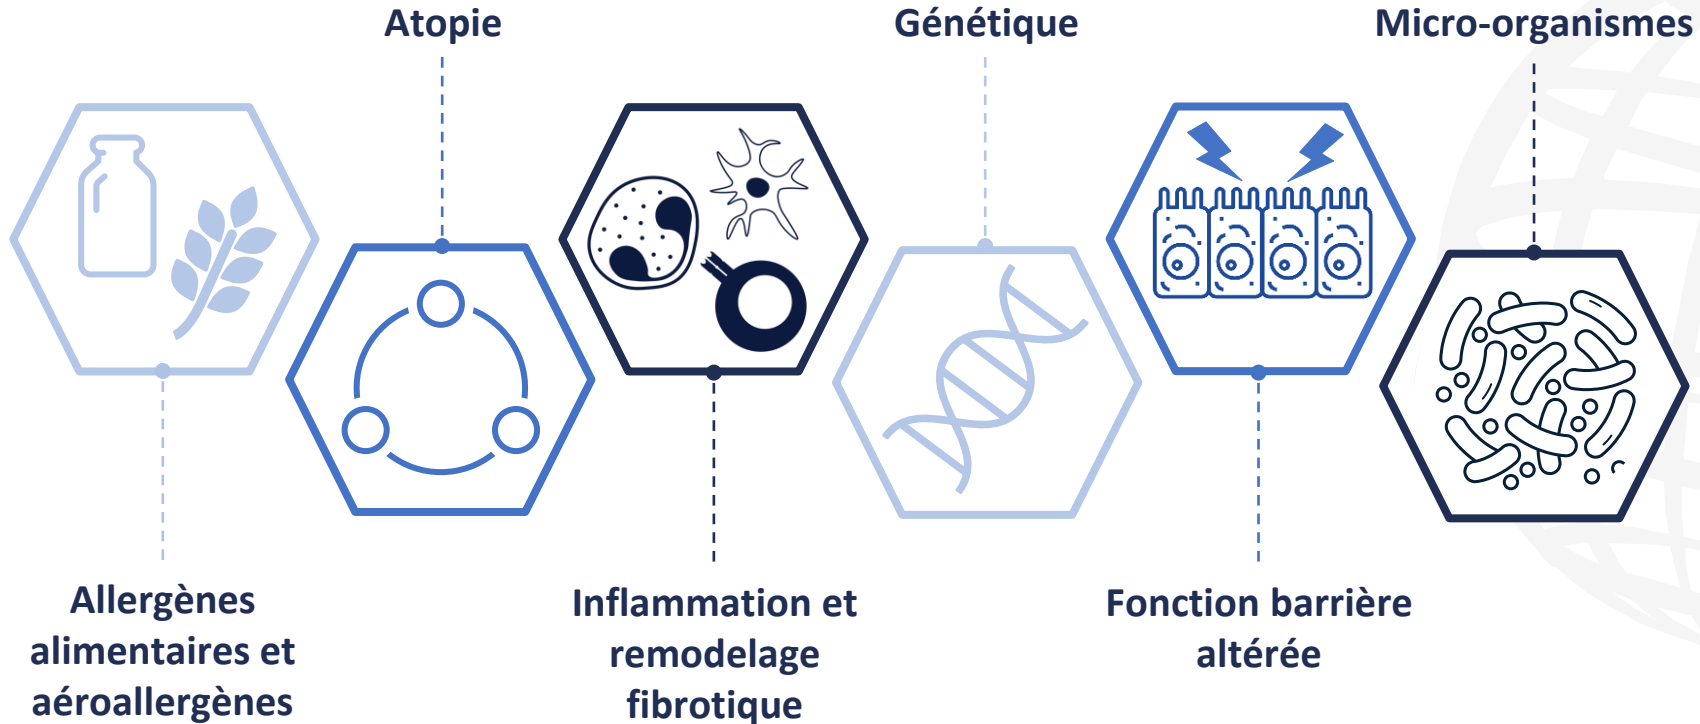 Atopie
Génétique
Micro-organismes
Allergènes
alimentaires et
aéroallergènes
Inflammation et
remodelage
fibrotique
Fonction barrière
altérée